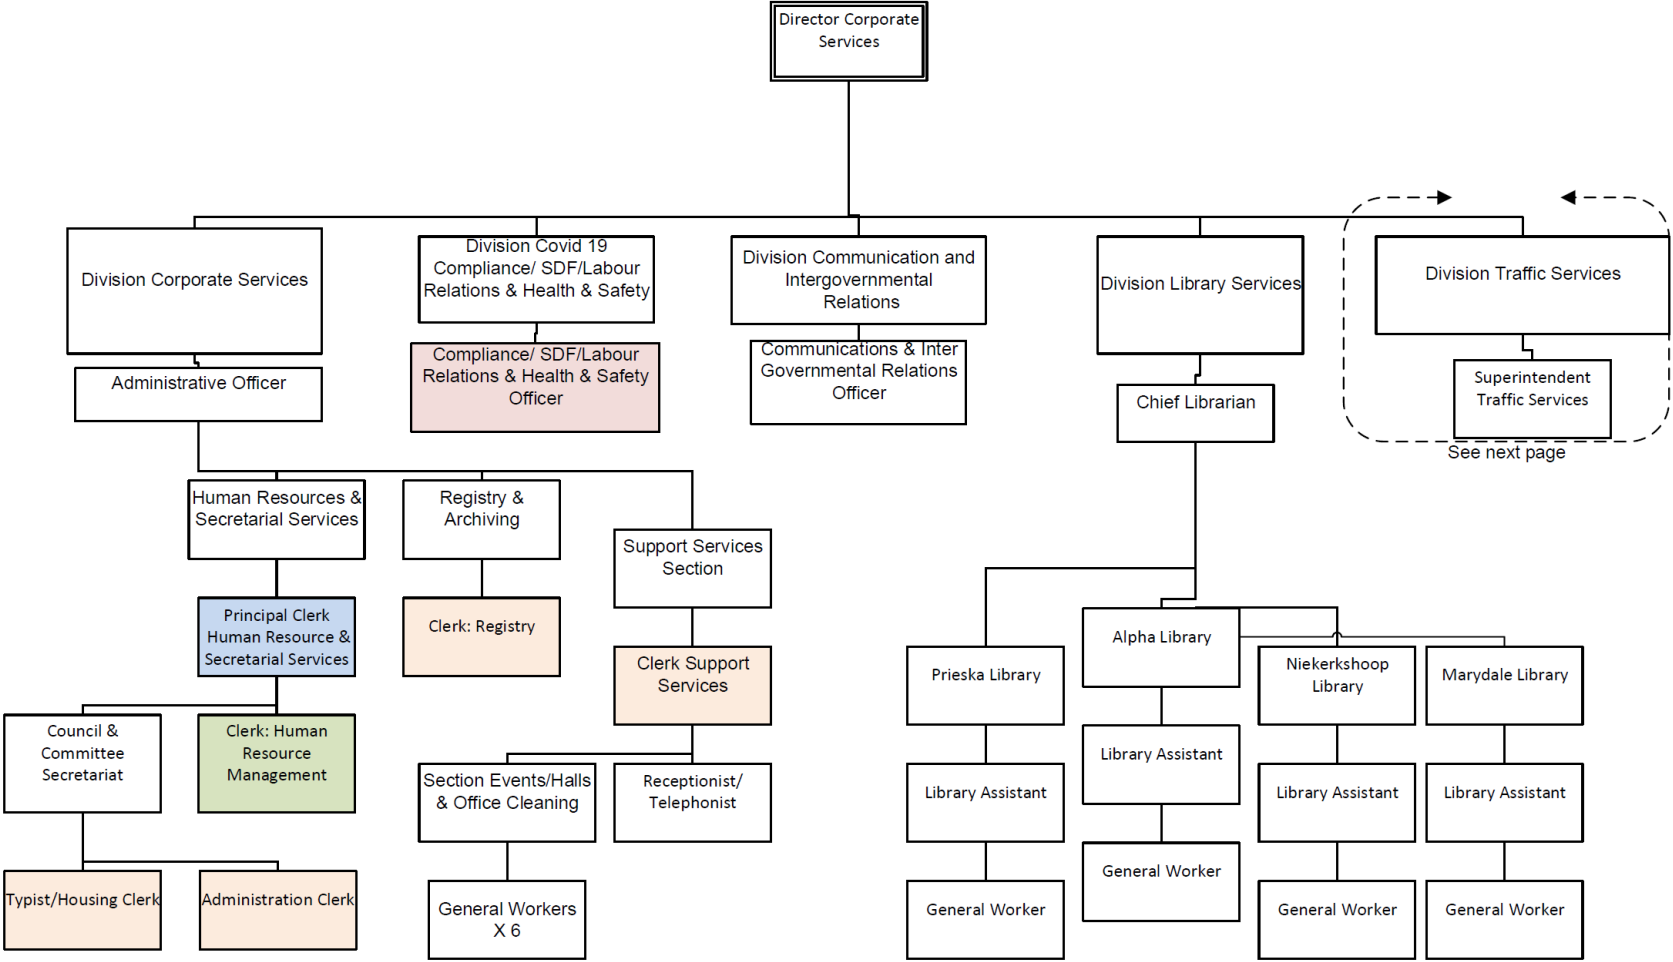 Director Corporate
Services
Division Corporate Services
Division Covid 19
Compliance/ SDF/Labour
Relations & Health & Safety
Division Communication and
Intergovernmental
Relations
Division Library Services
Division Traffic Services
Administrative Officer
Compliance/ SDF/Labour
Relations & Health & Safety
Officer
Communications & Inter
Governmental Relations
Officer
Chief Librarian
Superintendent
Traffic Services
See next page
Human Resources &
Secretarial Services
Registry &
Archiving
Support Services
Section
Principal Clerk
Human Resource &
Secretarial Services
Clerk: Registry
Clerk Support
Services
Prieska Library
Alpha Library
Niekerkshoop
Library
Marydale Library
Council &
Committee
Secretariat
Clerk: Human
Resource
Management
Section Events/Halls
& Office Cleaning
Receptionist/
Telephonist
Library Assistant
Library Assistant
Library Assistant
Library Assistant
Typist/Housing Clerk
Administration Clerk
General Workers
X 6
General Worker
General Worker
General Worker
General Worker